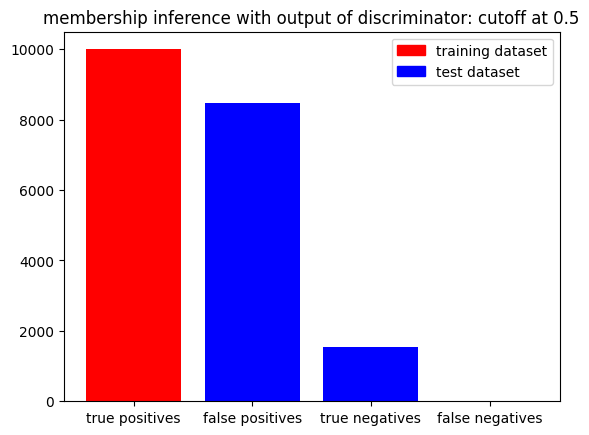 membership inference with output of discriminator: cutoff at 0.5
training dataset
test dataset
10000
8000
6000
4000
2000
0
true positives
false positives
true negatives
false negatives